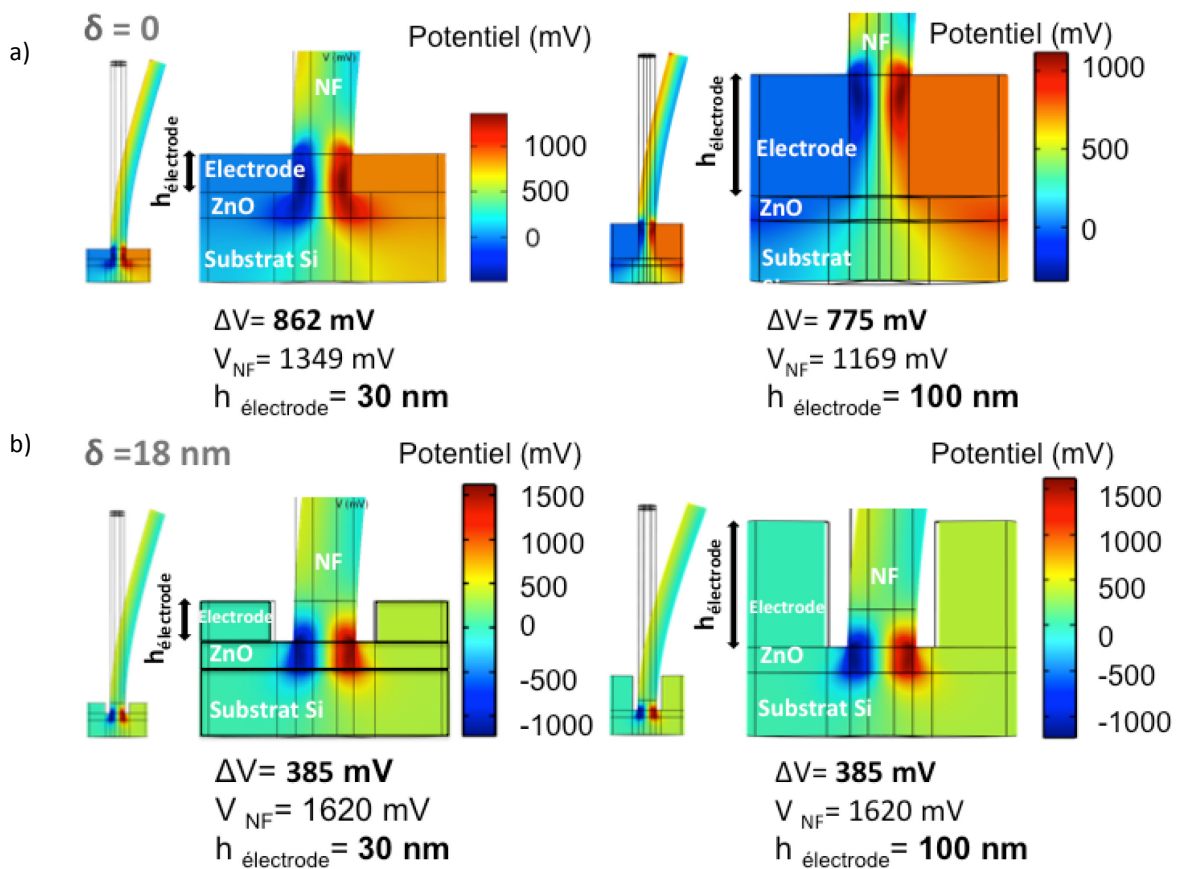 a)
δ = 0
Potentiel (mV)
V (mV)
NF
Electrode
ZnO
Substrat Si
h électrode
1000
500
0
ΔV= 862 mV
V NF= 1349 mV
h électrode= 30 nm
Potentiel (mV)
NF
Electrode
ZnO
Substrat
Si
h électrode
1000
500
0
ΔV= 775 mV
V NF= 1169 mV
h électrode= 100 nm
b)
δ =18 nm
Potentiel (mV)
V (mV)
NF
Electrode
ZnO
Substrat Si
h électrode
1500
1000
500
0
-500
-1000
ΔV= 385 mV
V NF= 1620 mV
h électrode= 30 nm
Potentiel (mV)
NF
Electrode
ZnO
Substrat Si
h électrode
1500
1000
500
0
-500
-1000
ΔV= 385 mV
V NF= 1620 mV
h électrode= 100 nm